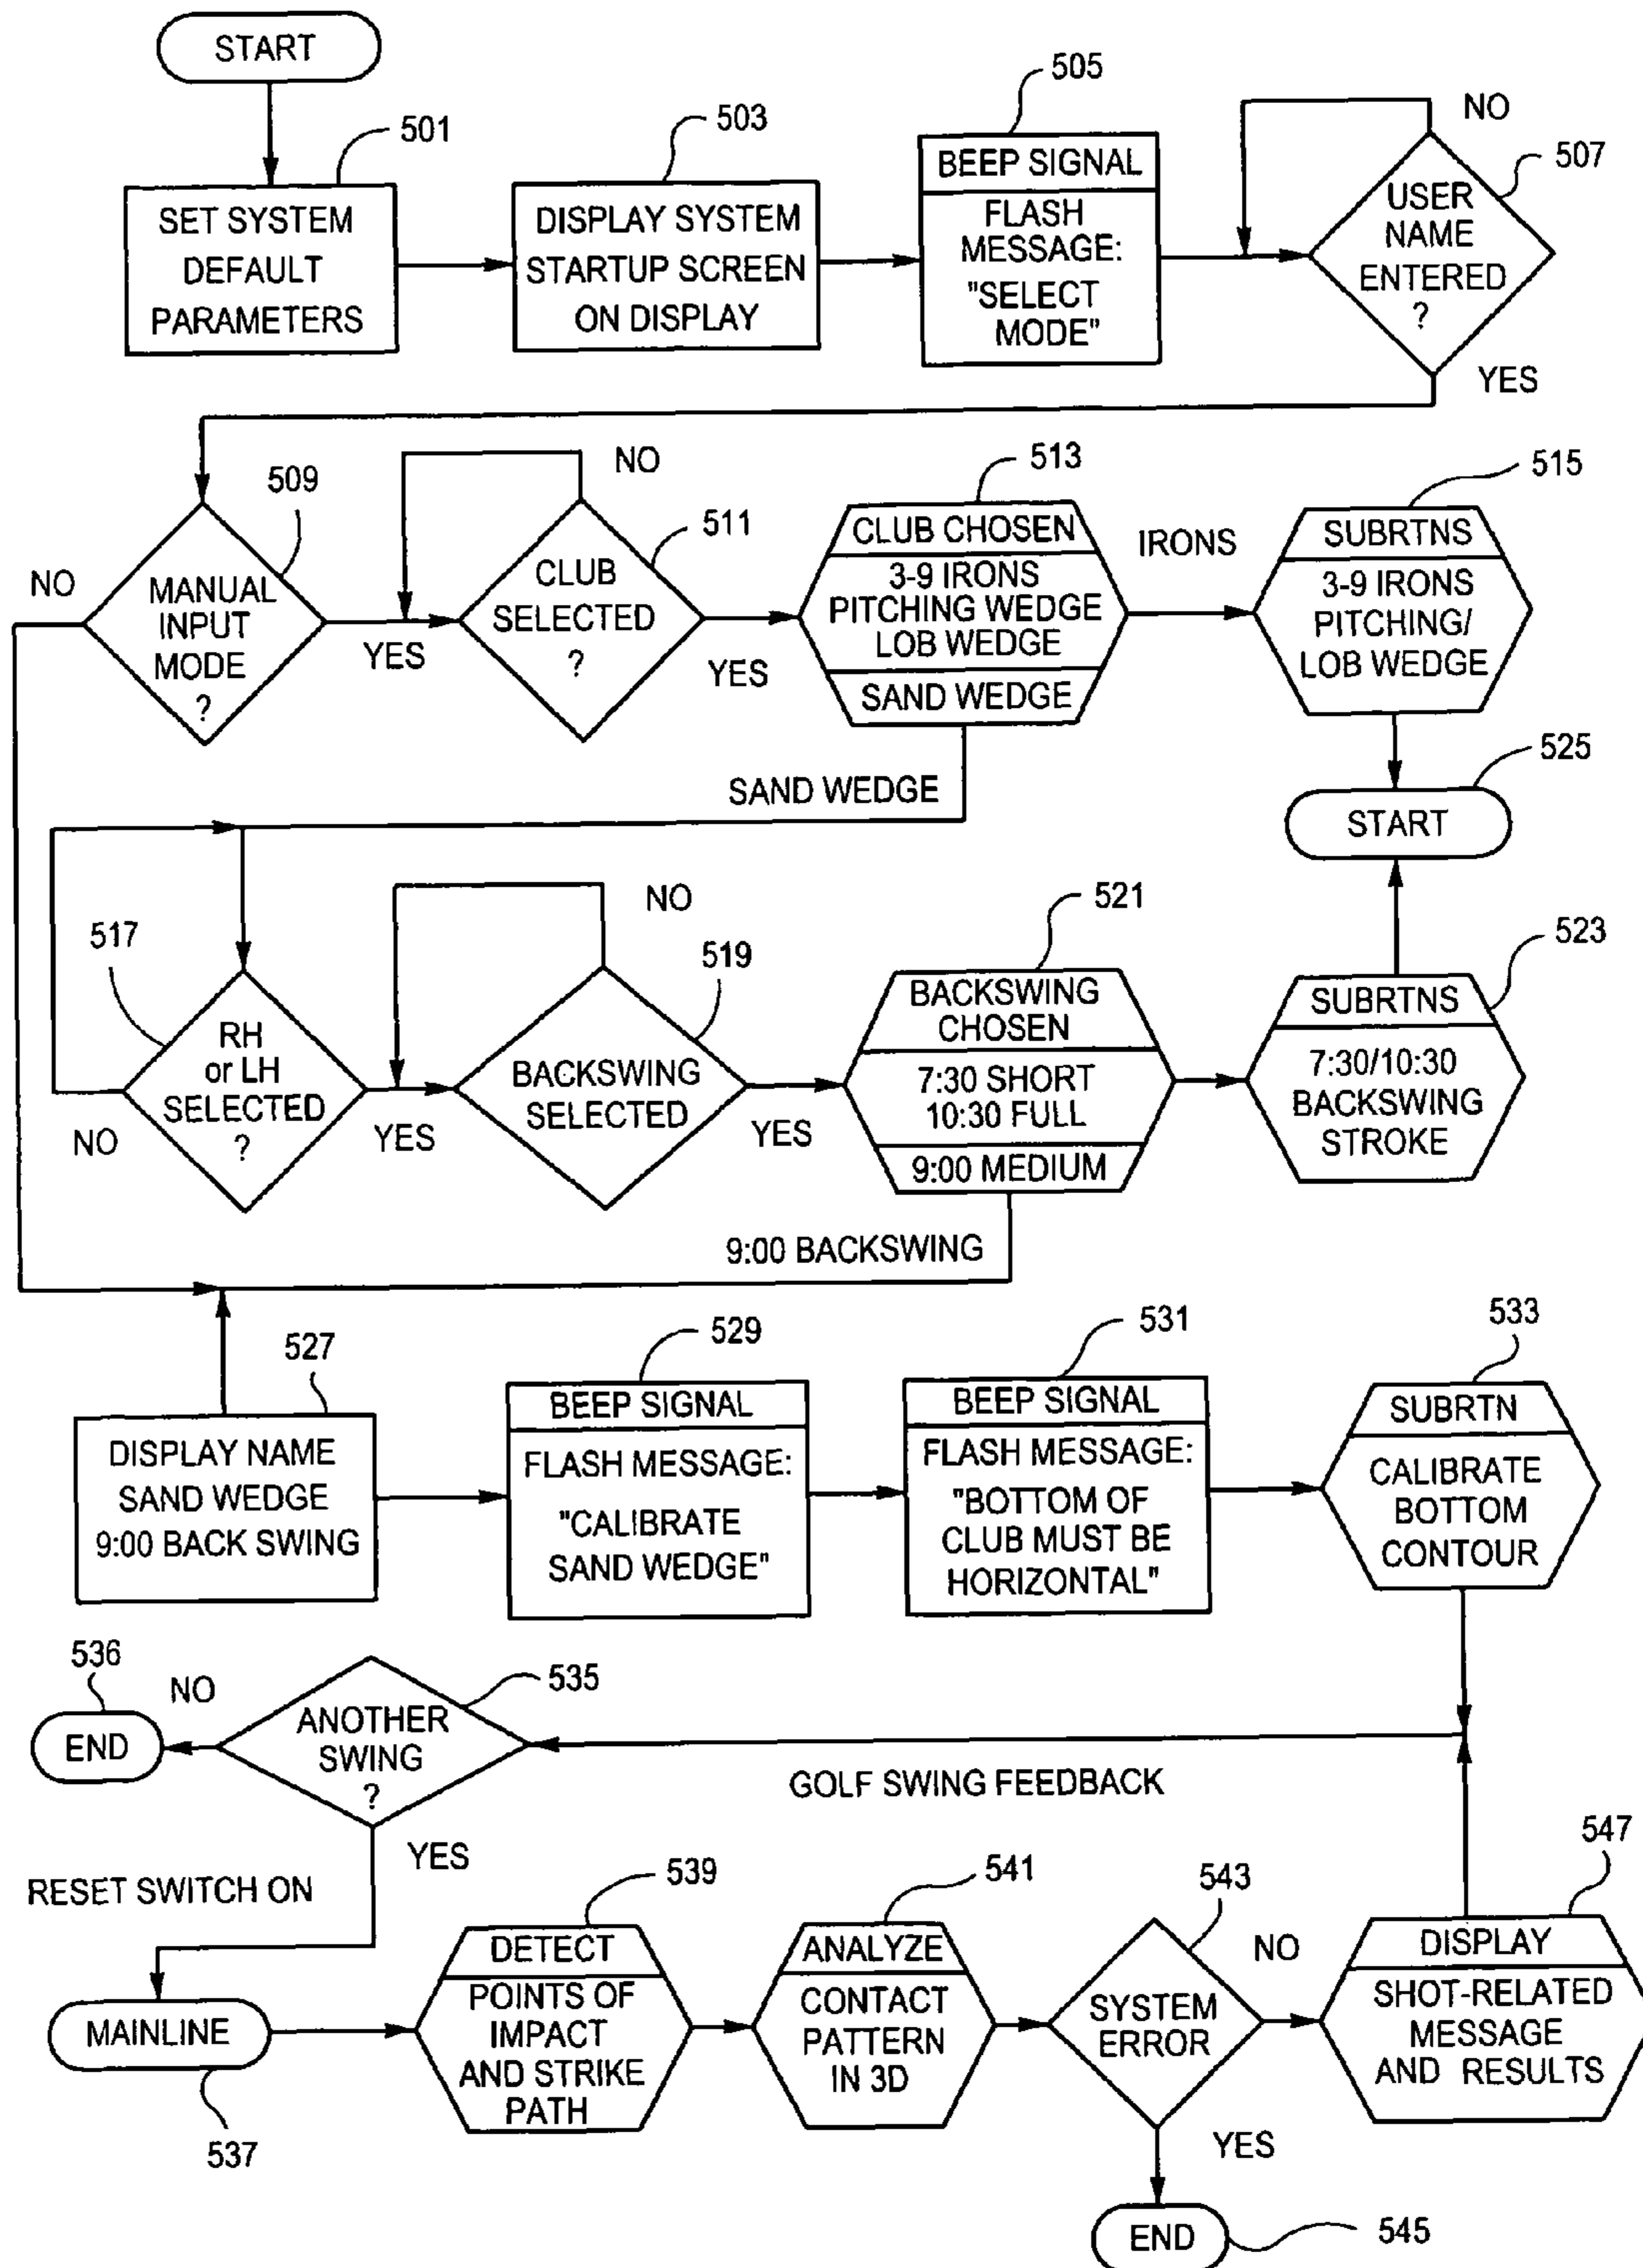 START
501
SET SYSTEM
DEFAULT
PARAMETERS
503
DISPLAY SYSTEM
STARTUP SCREEN
ON DISPLAY
505
BEEP SIGNAL
FLASH
MESSAGE:
"SELECT
MODE"
NO
507
USER
NAME
ENTERED
?
YES
509
NO
MANUAL
INPUT
MODE
?
YES
NO
511
CLUB
SELECTED
?
YES
513
CLUB CHOSEN
3-9 IRONS
PITCHING WEDGE
LOB WEDGE
SAND WEDGE
IRONS
515
SUBRTNS
3-9 IRONS
PITCHING/
LOB WEDGE
SAND WEDGE
525
START
517
RH
or LH
SELECTED
?
NO
YES
NO
519
BACKSWING
SELECTED
YES
521
BACKSWING
CHOSEN
7:30 SHORT
10:30 FULL
9:00 MEDIUM
523
SUBRTNS
7:30/10:30
BACKSWING
STROKE
9:00 BACKSWING
527
DISPLAY NAME
SAND WEDGE
9:00 BACK SWING
529
BEEP SIGNAL
FLASH MESSAGE:
"CALIBRATE
SAND WEDGE"
531
BEEP SIGNAL
FLASH MESSAGE:
"BOTTOM OF
CLUB MUST BE
HORIZONTAL"
533
SUBRTN
CALIBRATE
BOTTOM
CONTOUR
536
END
NO
535
ANOTHER
SWING
?
GOLF SWING FEEDBACK
YES
RESET SWITCH ON
MAINLINE
537
539
DETECT
POINTS OF
IMPACT
AND STRIKE
PATH
541
ANALYZE
CONTACT
PATTERN
IN 3D
543
SYSTEM
ERROR
NO
YES
547
DISPLAY
SHOT-RELATED
MESSAGE
AND RESULTS
END
545